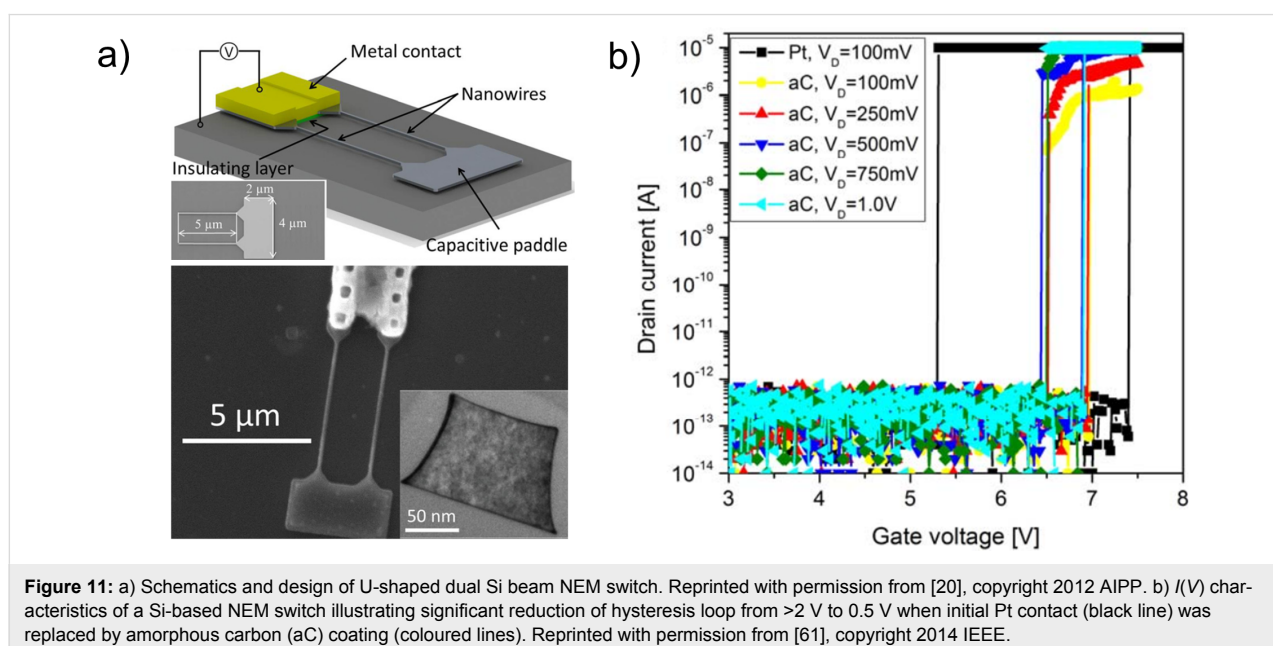 a)
V
Metal contact
Nanowires
Insulating layer
2 µm
5 µm
4 µm
Capacitive paddle
5 µm
50 nm
b)
Drain current [A]
10⁻⁵
10⁻⁶
10⁻⁷
10⁻⁸
10⁻⁹
10⁻¹⁰
10⁻¹¹
10⁻¹²
10⁻¹³
10⁻¹⁴
Pt, V_D=100mV
aC, V_D=100mV
aC, V_D=250mV
aC, V_D=500mV
aC, V_D=750mV
aC, V_D=1.0V
3 4 5 6 7 8
Gate voltage [V]
Figure 11: a) Schematics and design of U-shaped dual Si beam NEM switch. Reprinted with permission from [20], copyright 2012 AIPP. b) I(V) char-
acteristics of a Si-based NEM switch illustrating significant reduction of hysteresis loop from >2 V to 0.5 V when initial Pt contact (black line) was
replaced by amorphous carbon (aC) coating (coloured lines). Reprinted with permission from [61], copyright 2014 IEEE.